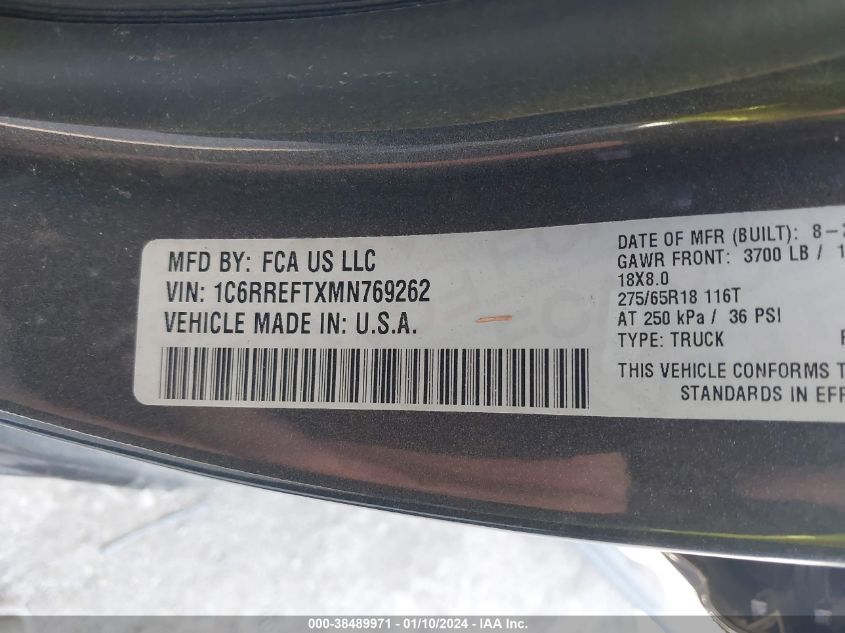 MFD BY: FCA US LLC
VIN: 1C6RREFTXMN769262
VEHICLE MADE IN: U.S.A.
DATE OF MFR (BUILT): 8-
GAWR FRONT: 3700 LB /
18X8.0
275/65R18 116T
AT 250 kPa / 36 PSI
TYPE: TRUCK
THIS VEHICLE CONFORMS T
STANDARDS IN EFF
000-38489971 - 01/10/2024 - IAA Inc.